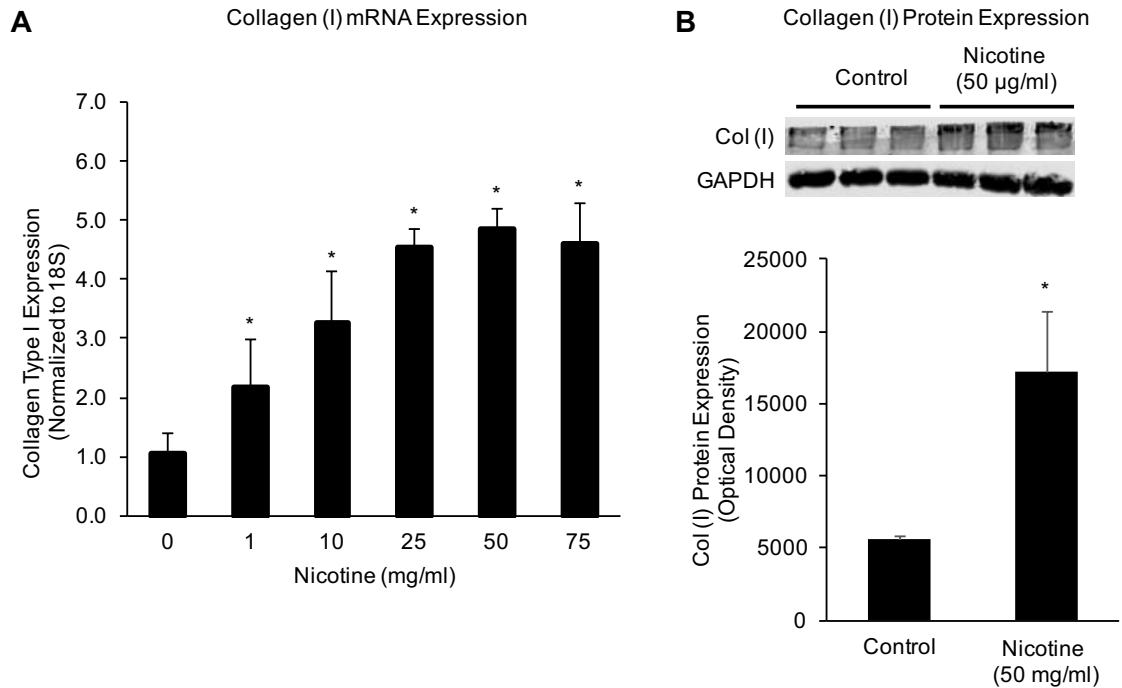 A
Collagen (I) mRNA Expression
Collagen Type I Expression
(Normalized to 18S)
7.0
6.0
5.0
4.0
3.0
2.0
1.0
0.0
*
*
*
*
*
0 1 10 25 50 75
Nicotine (mg/ml)
B
Collagen (I) Protein Expression
Control
Nicotine
(50 µg/ml)
Col (I)
GAPDH
Col (I) Protein Expression
(Optical Density)
25000
20000
15000
10000
5000
0
*
Control
Nicotine
(50 mg/ml)